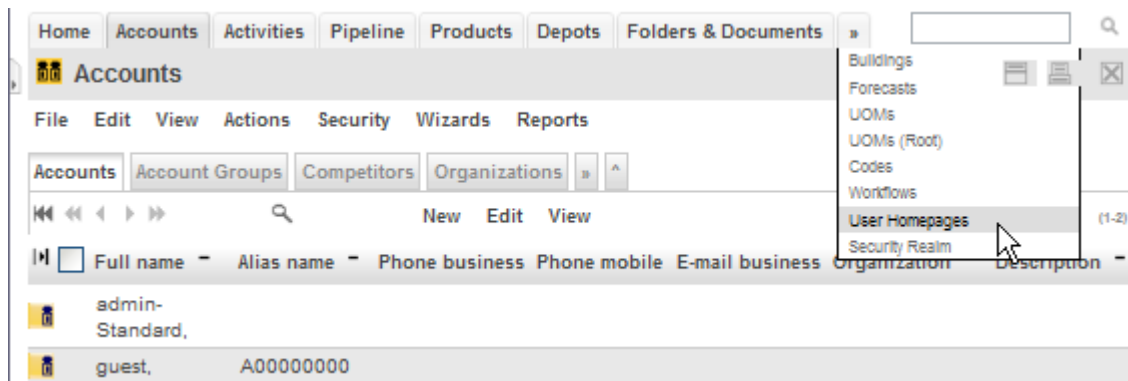 Home Accounts Activities Pipeline Products Depots Folders & Documents »
Accounts
Buildings
Forecasts
UOMs
UOMs (Root)
Codes
Workflows
User Homepages
Security Realm
File Edit View Actions Security Wizards Reports
Accounts Account Groups Competitors Organizations » ^
New Edit View (1-2)
Full name Alias name Phone business Phone mobile E-mail business Organization Description
admin-
Standard,
guest, A00000000